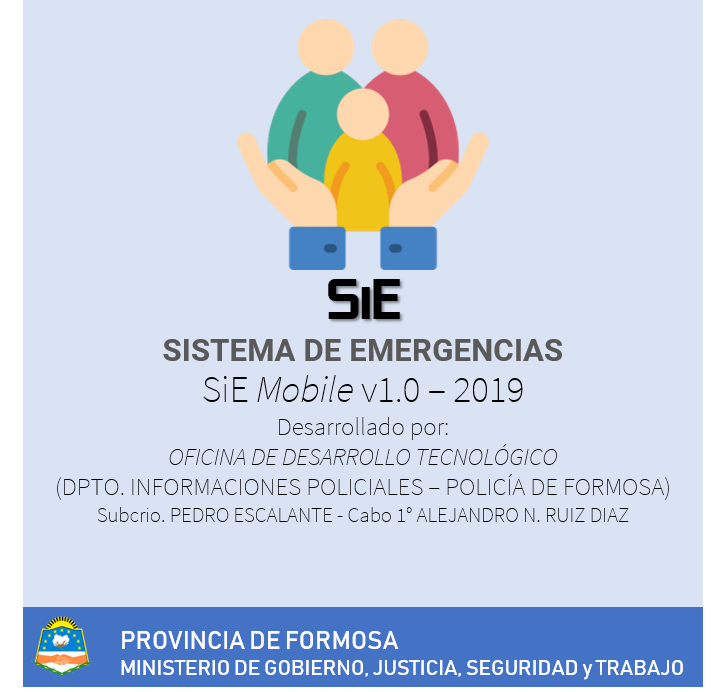 SiE
SISTEMA DE EMERGENCIAS
SiE Mobile v1.0 – 2019
Desarrollado por:
OFICINA DE DESARROLLO TECNOLÓGICO
(DPTO. INFORMACIONES POLICIALES – POLICÍA DE FORMOSA)
Subcrio. PEDRO ESCALANTE - Cabo 1° ALEJANDRO N. RUIZ DIAZ
PROVINCIA DE FORMOSA
MINISTERIO DE GOBIERNO, JUSTICIA, SEGURIDAD y TRABAJO